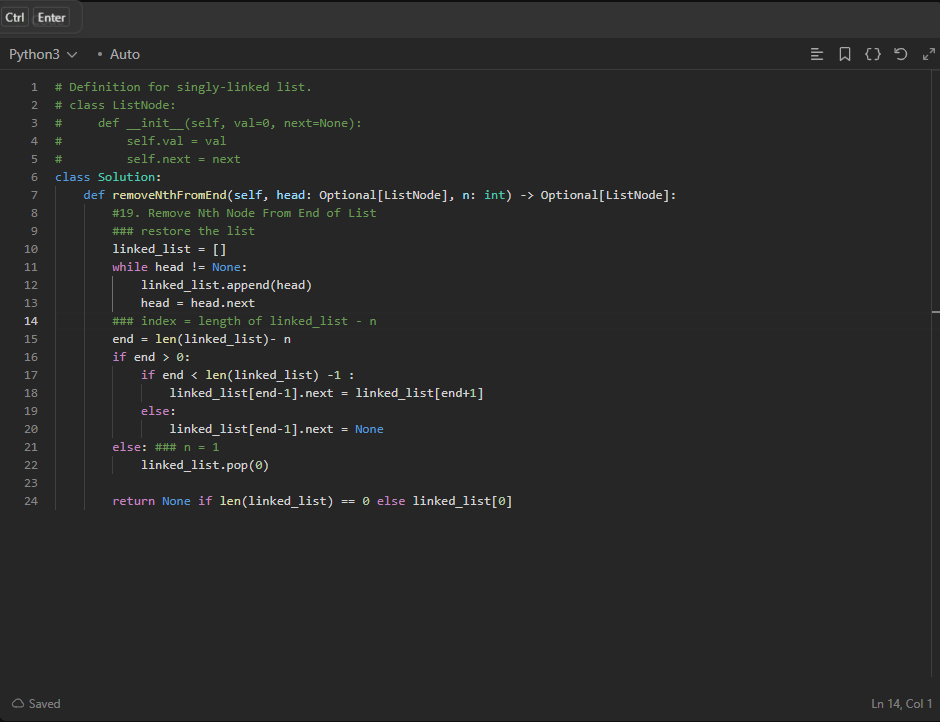 Ctrl Enter
Python3 • Auto
1 # Definition for singly-linked list.
2 # class ListNode:
3 #     def __init__(self, val=0, next=None):
4 #         self.val = val
5 #         self.next = next
6 class Solution:
7     def removeNthFromEnd(self, head: Optional[ListNode], n: int) -> Optional[ListNode]:
8         #19. Remove Nth Node From End of List
9         ### restore the list
10         linked_list = []
11         while head != None:
12             linked_list.append(head)
13             head = head.next
14         ### index = length of linked_list - n
15         end = len(linked_list)- n
16         if end > 0:
17             if end < len(linked_list) -1 :
18                 linked_list[end-1].next = linked_list[end+1]
19             else:
20                 linked_list[end-1].next = None
21         else: ### n = 1
22             linked_list.pop(0)
23
24         return None if len(linked_list) == 0 else linked_list[0]
Saved Ln 14, Col 1